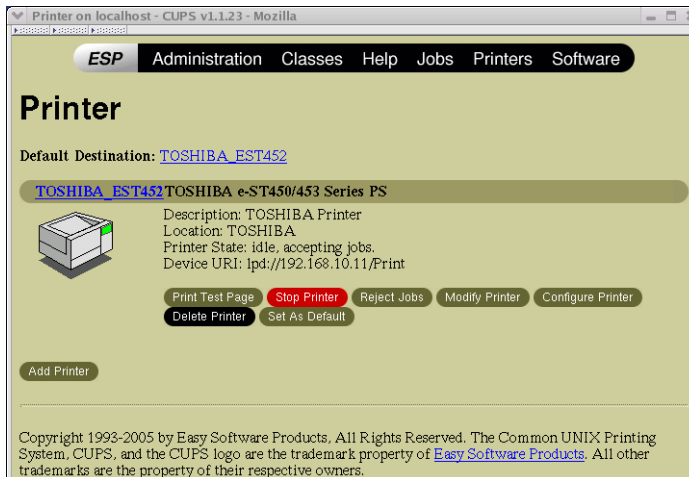 Printer on localhost - CUPS v1.1.23 - Mozilla
ESP Administration Classes Help Jobs Printers Software
Printer
Default Destination: TOSHIBA_EST452
TOSHIBA_EST452 TOSHIBA e-ST450/453 Series PS
Description: TOSHIBA Printer
Location: TOSHIBA
Printer State: idle, accepting jobs.
Device URI: lpd://192.168.10.11/Print
Print Test Page Stop Printer Reject Jobs Modify Printer Configure Printer
Delete Printer Set As Default
Add Printer
Copyright 1993-2005 by Easy Software Products, All Rights Reserved. The Common UNIX Printing
System, CUPS, and the CUPS logo are the trademark property of Easy Software Products. All other
trademarks are the property of their respective owners.